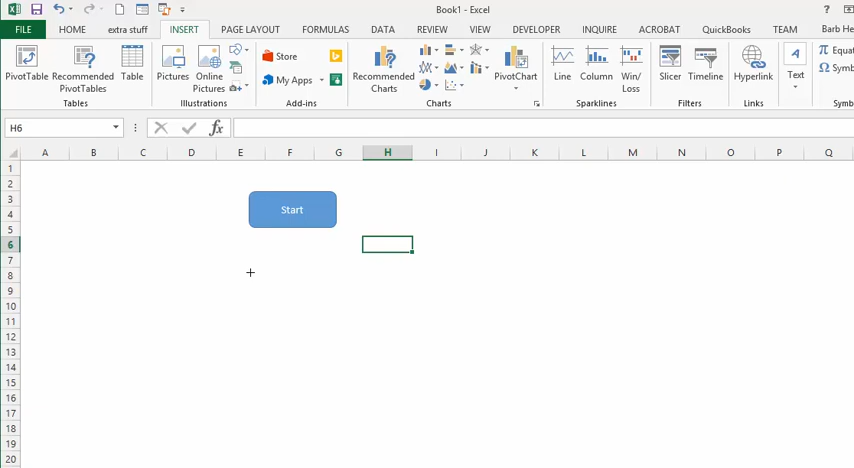 Book1 - Excel
?
FILE HOME extra stuff INSERT PAGE LAYOUT FORMULAS DATA REVIEW VIEW DEVELOPER INQUIRE ACROBAT QuickBooks TEAM Barb He
PivotTable Recommended PivotTables Table
Pictures Online Pictures
Store
My Apps
Recommended Charts
PivotChart
Line Column Win/Loss
Slicer Timeline
Hyperlink
A Text
π Equat
Ω Symb
Tables Illustrations Add-ins Charts Sparklines Filters Links Symb
H6 fx
A B C D E F G H I J K L M N O P Q
1
2
3
Start
4
5
6
7
8
9
10
11
12
13
14
15
16
17
18
19
20